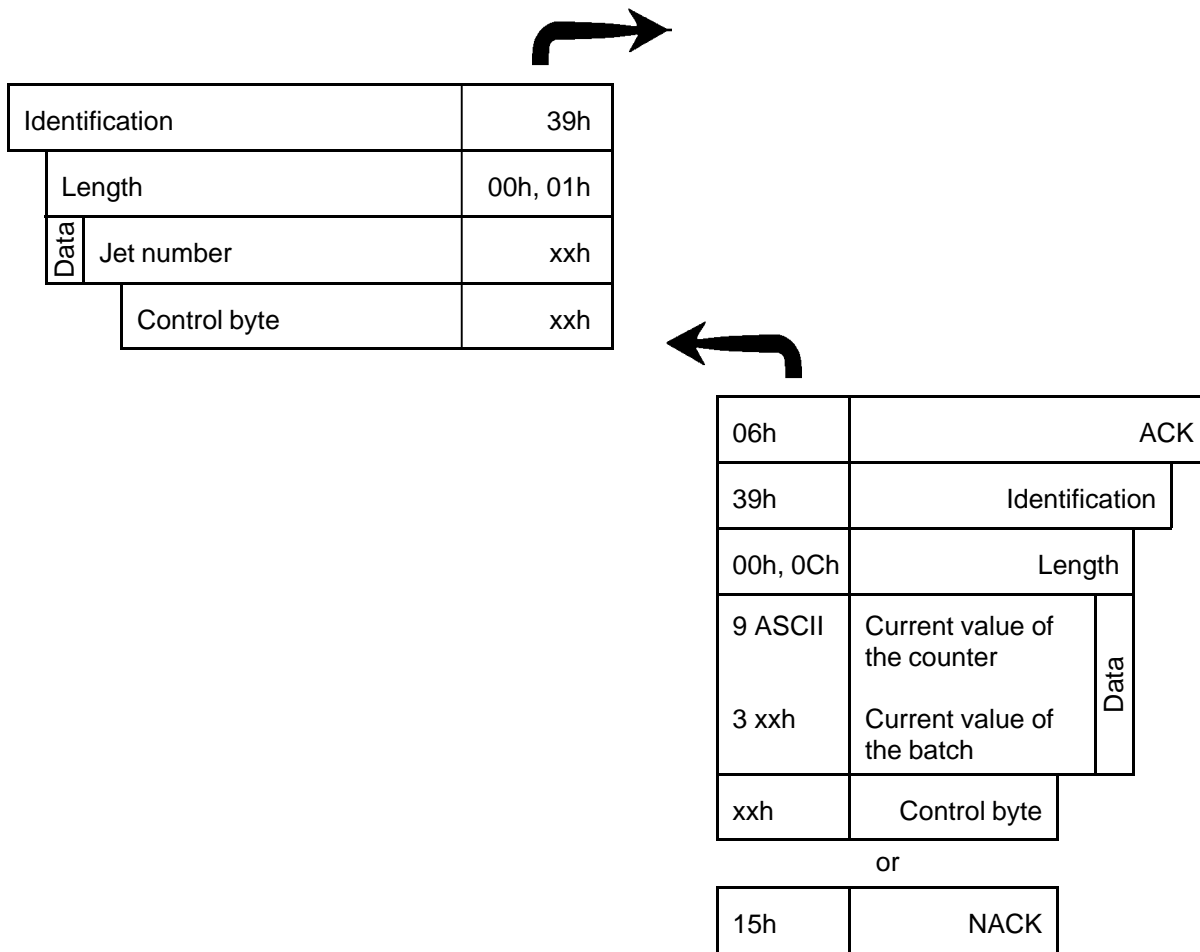 Identification 39h
Length 00h, 01h
Data
Jet number xxh
Control byte xxh
06h ACK
39h Identification
00h, 0Ch Length
9 ASCII Current value of
the counter
Data
3 xxh Current value of
the batch
xxh Control byte
or
15h NACK